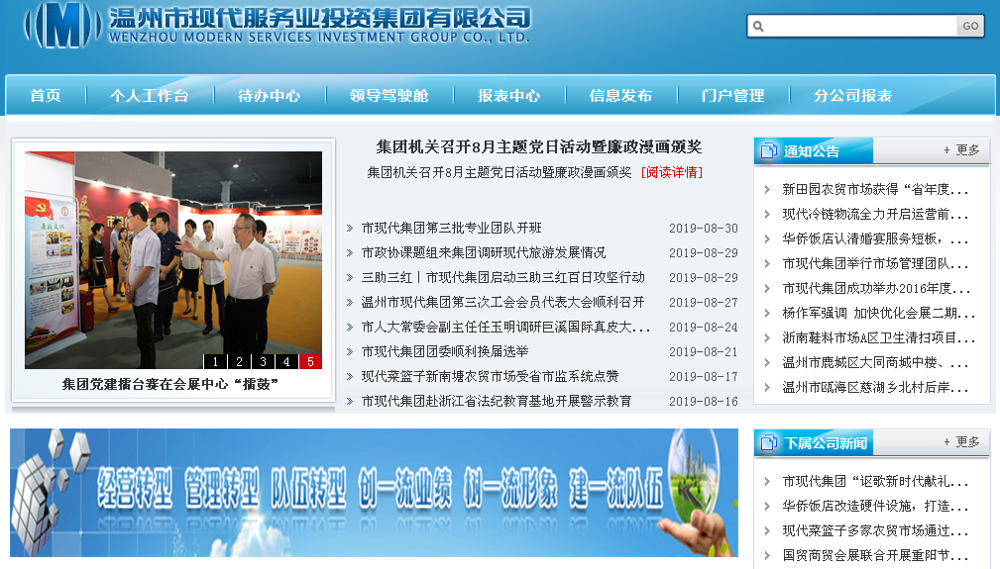 温州市现代服务业投资集团有限公司
WENZHOU MODERN SERVICES INVESTMENT GROUP CO., LTD.
GO
首页 个人工作台 待办中心 领导驾驶舱 报表中心 信息发布 门户管理 分公司报表
1 2 3 4 5
集团党建擂台赛在会展中心“擂鼓”
集团机关召开8月主题党日活动暨廉政漫画颁奖
集团机关召开8月主题党日活动暨廉政漫画颁奖 [阅读详情]
市现代集团第三批专业团队开班 2019-08-30
市政协课题组来集团调研现代旅游发展情况 2019-08-29
三助三红丨市现代集团启动三助三红百日攻坚行动 2019-08-29
温州市现代集团第三次工会会员代表大会顺利召开 2019-08-27
市人大常委会副主任任玉明调研巨溪国际真皮大... 2019-08-24
市现代集团团委顺利换届选举 2019-08-21
现代菜篮子新南塘农贸市场受省市监系统点赞 2019-08-17
市现代集团赴浙江省法纪教育基地开展警示教育 2019-08-16
通知公告 + 更多
新田园农贸市场获得“省年度...
现代冷链物流全力开启运营前...
华侨饭店认清婚宴服务短板，...
市现代集团举行市场管理团队...
市现代集团成功举办2016年度...
杨作军强调 加快优化会展二期...
浙南鞋料市场A区卫生清扫项目...
温州市鹿城区大同商城中楼、...
温州市瓯海区慈湖乡北村后岸...
经营转型 管理转型 队伍转型 创一流业绩 树一流形象 建一流队伍
下属公司新闻 + 更多
市现代集团“讴歌新时代献礼...
华侨饭店改造硬件设施，打造...
现代菜篮子多家农贸市场通过...
国贸商贸会展联合开展重阳节...